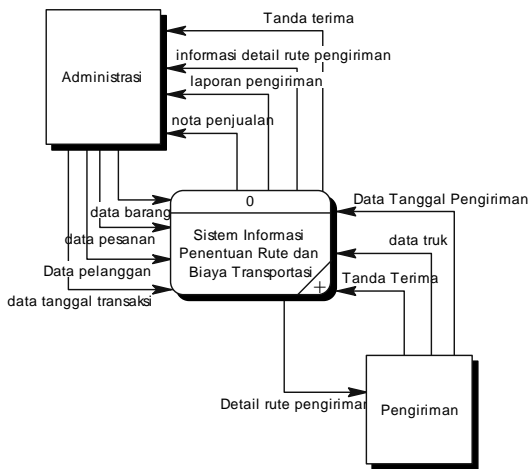 Tanda terima
informasi detail rute pengiriman
Administrasi
laporan pengiriman
nota penjualan
0
Sistem Informasi
Penentuan Rute dan
Biaya Transportasi
+
data barang
data pesanan
Data pelanggan
data tanggal transaksi
Data Tanggal Pengiriman
data truk
Tanda Terima
Detail rute pengiriman
Pengiriman